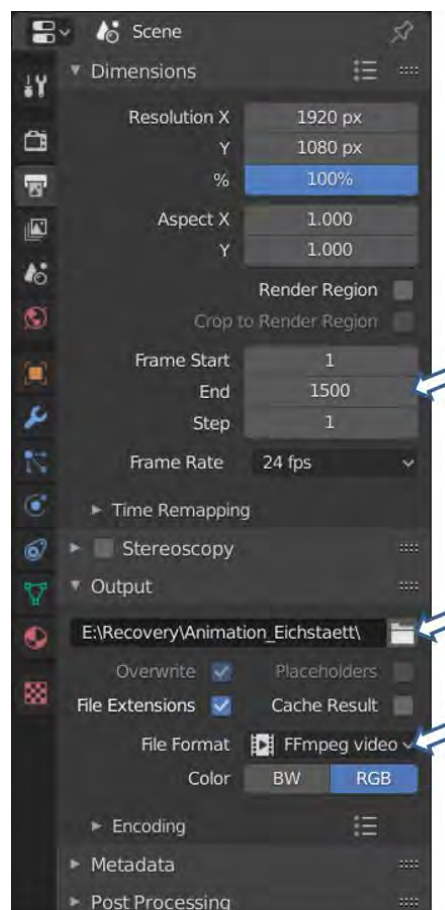 Scene
Dimensions
Resolution X 1920 px
Y 1080 px
% 100%
Aspect X 1.000
Y 1.000
Render Region
Crop to Render Region
Frame Start 1
End 1500
Step 1
Frame Rate 24 fps
Time Remapping
Stereoscopy
Output
E:\Recovery\Animation_Eichstaett\
Overwrite Placeholders
File Extensions Cache Result
File Format FFmpeg video
Color BW RGB
Encoding
Metadata
Post Processing